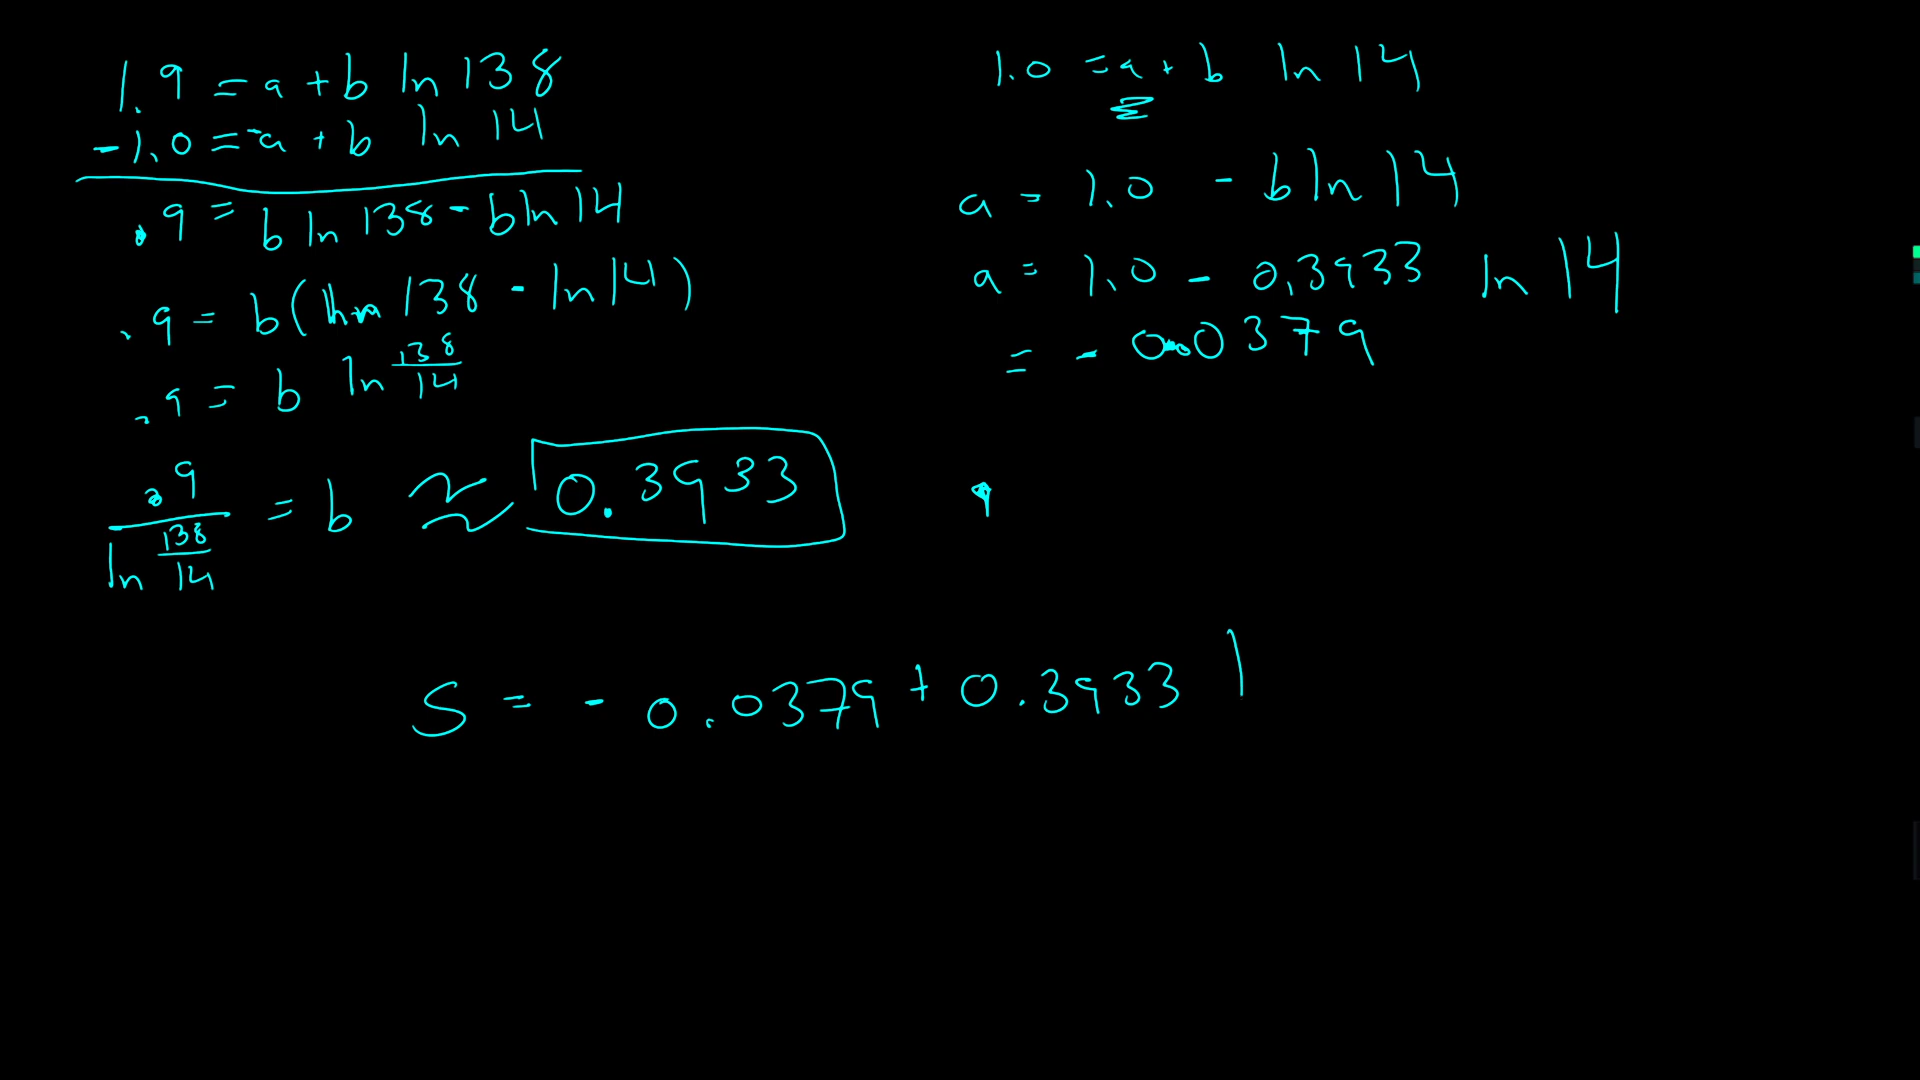 1.9 = a + b ln 138
-1.0 = -a + b ln 14
.9 = b ln 138 - b ln 14
.9 = b(ln 138 - ln 14)
.9 = b ln 138/14
.9/ln 138/14 = b ≈ 0.3933
1.0 = a + b ln 14
a = 1.0 - b ln 14
a = 1.0 - 0.3933 ln 14
= - 0.0379
S = - 0.0379 + 0.3933 l